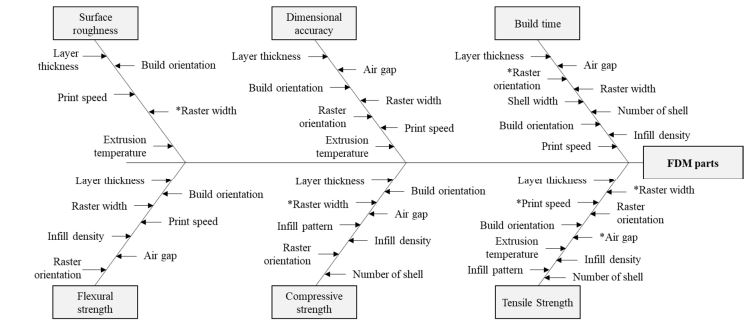 Surface
roughness
Layer
thickness
Build orientation
Print speed
*Raster width
Extrusion
temperature
Dimensional
accuracy
Layer thickness
Air gap
Build orientation
Raster width
Raster
orientation
Print speed
Extrusion
temperature
Build time
Layer thickness
Air gap
*Raster
orientation
Raster width
Shell width
Number of shell
Build orientation
Infill density
Print speed
FDM parts
Layer thickness
Build orientation
Raster width
Print speed
Infill density
Air gap
Raster
orientation
Flexural
strength
Layer thickness
Build orientation
*Raster width
Air gap
Infill pattern
Infill density
Raster
orientation
Number of shell
Compressive
strength
Layer thickness
*Raster width
*Print speed
Raster
orientation
Build orientation
*Air gap
Extrusion
temperature
Infill density
Infill pattern
Number of shell
Tensile Strength